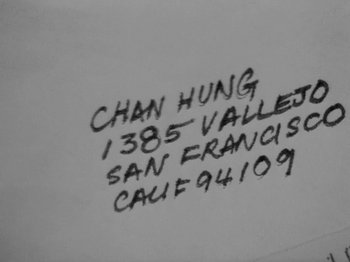 CHAN HUNG
1385 VALLEJO
SAN FRANCISCO
CALIF 94109